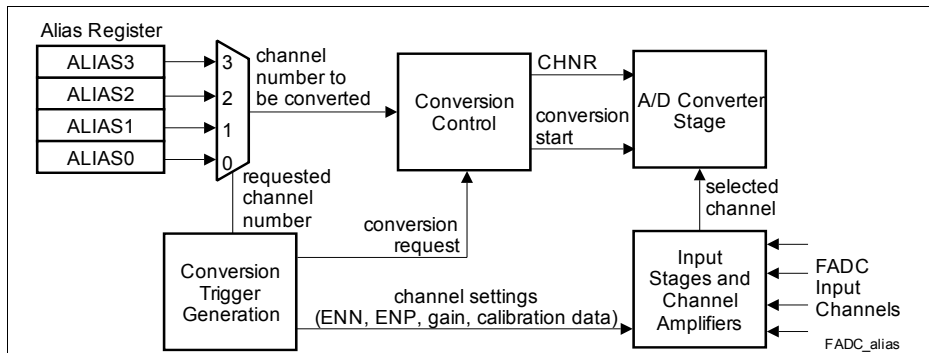 Alias Register
ALIAS3
ALIAS2
ALIAS1
ALIAS0
3
2
1
0
channel
number to
be converted
requested
channel
number
Conversion
Control
CHNR
conversion
start
A/D Converter
Stage
selected
channel
conversion
request
Conversion
Trigger
Generation
channel settings
(ENN, ENP, gain, calibration data)
Input
Stages and
Channel
Amplifiers
FADC
Input
Channels
FADC_alias